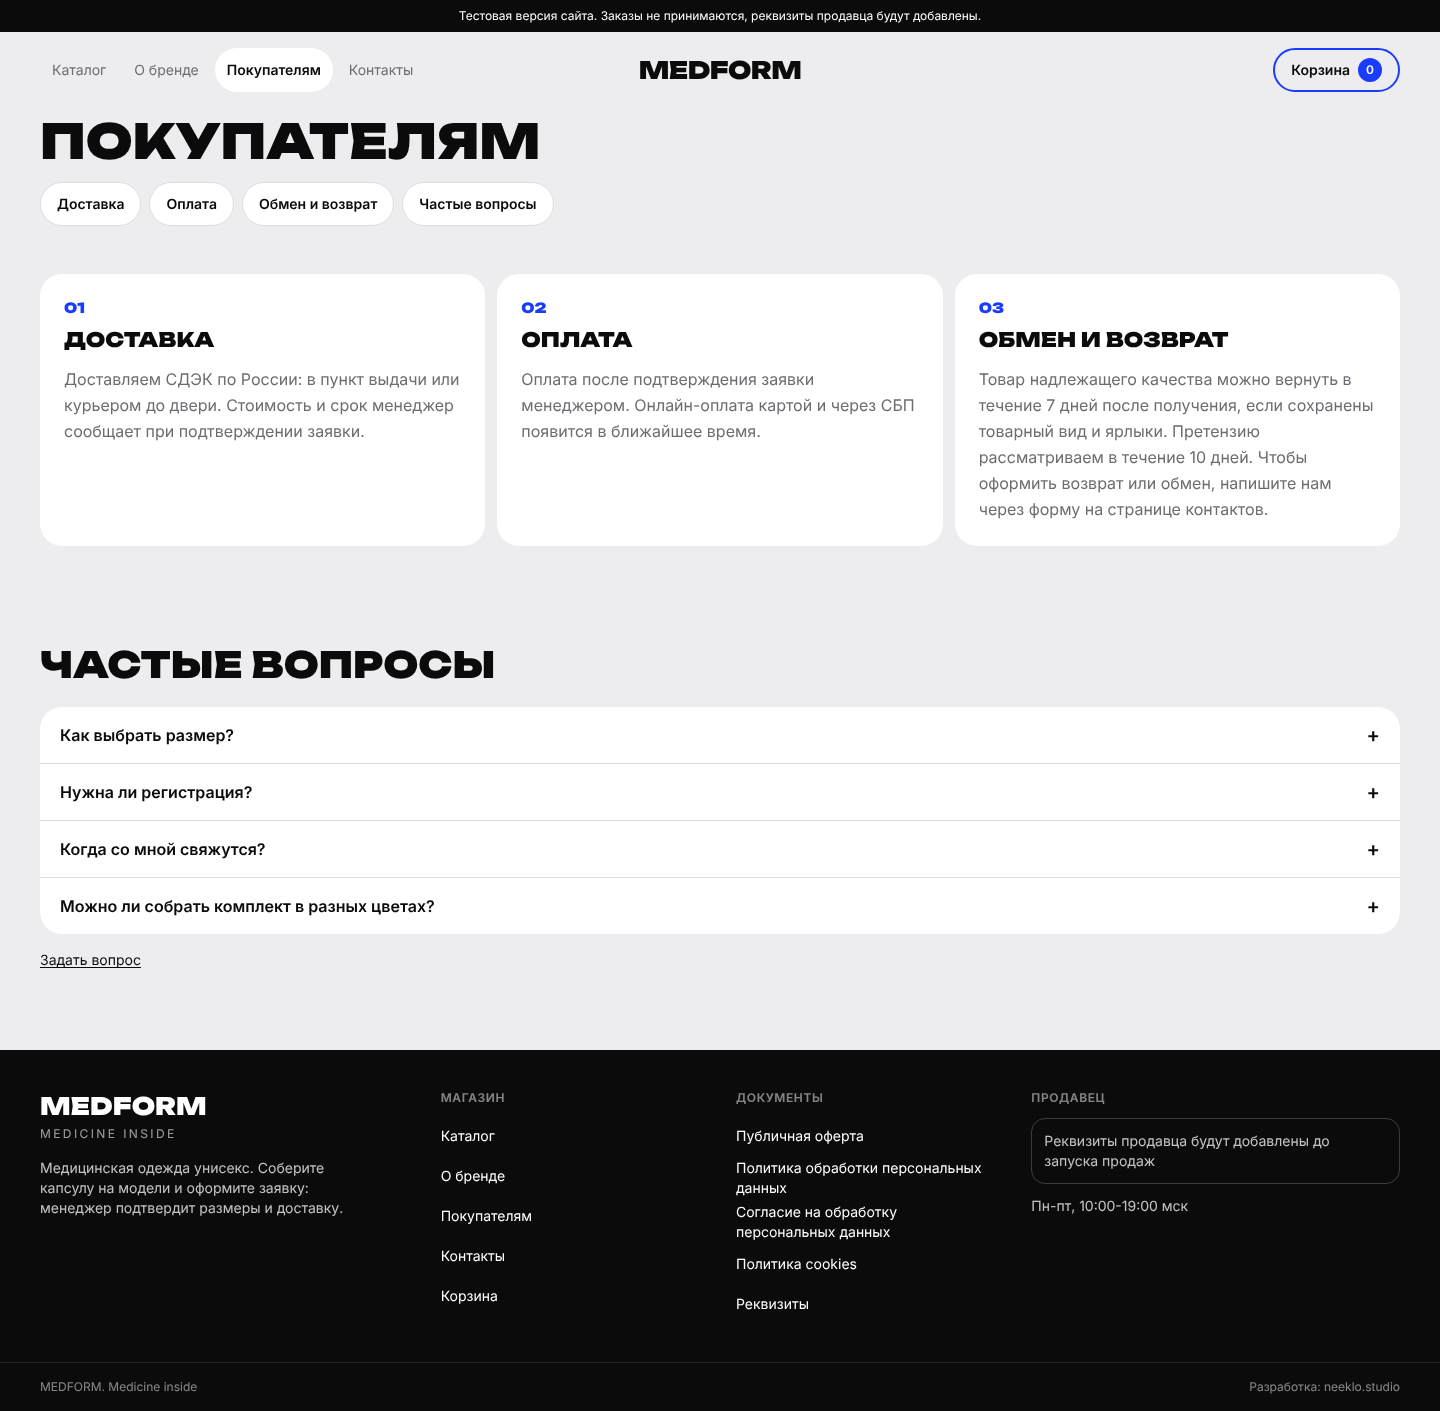 Тестовая версия сайта. Заказы не принимаются, реквизиты продавца будут добавлены.
Каталог О бренде Покупателям Контакты MEDFORM Корзина 0
ПОКУПАТЕЛЯМ
Доставка Оплата Обмен и возврат Частые вопросы
01
ДОСТАВКА
Доставляем СДЭК по России: в пункт выдачи или
курьером до двери. Стоимость и срок менеджер
сообщает при подтверждении заявки.
02
ОПЛАТА
Оплата после подтверждения заявки
менеджером. Онлайн-оплата картой и через СБП
появится в ближайшее время.
03
ОБМЕН И ВОЗВРАТ
Товар надлежащего качества можно вернуть в
течение 7 дней после получения, если сохранены
товарный вид и ярлыки. Претензию
рассматриваем в течение 10 дней. Чтобы
оформить возврат или обмен, напишите нам
через форму на странице контактов.
ЧАСТЫЕ ВОПРОСЫ
Как выбрать размер? +
Нужна ли регистрация? +
Когда со мной свяжутся? +
Можно ли собрать комплект в разных цветах? +
Задать вопрос
MEDFORM
MEDICINE INSIDE
Медицинская одежда унисекс. Соберите
капсулу на модели и оформите заявку:
менеджер подтвердит размеры и доставку.
МАГАЗИН
Каталог
О бренде
Покупателям
Контакты
Корзина
ДОКУМЕНТЫ
Публичная оферта
Политика обработки персональных
данных
Согласие на обработку
персональных данных
Политика cookies
Реквизиты
ПРОДАВЕЦ
Реквизиты продавца будут добавлены до
запуска продаж
Пн-пт, 10:00-19:00 мск
MEDFORM. Medicine inside
Разработка: neeklo.studio